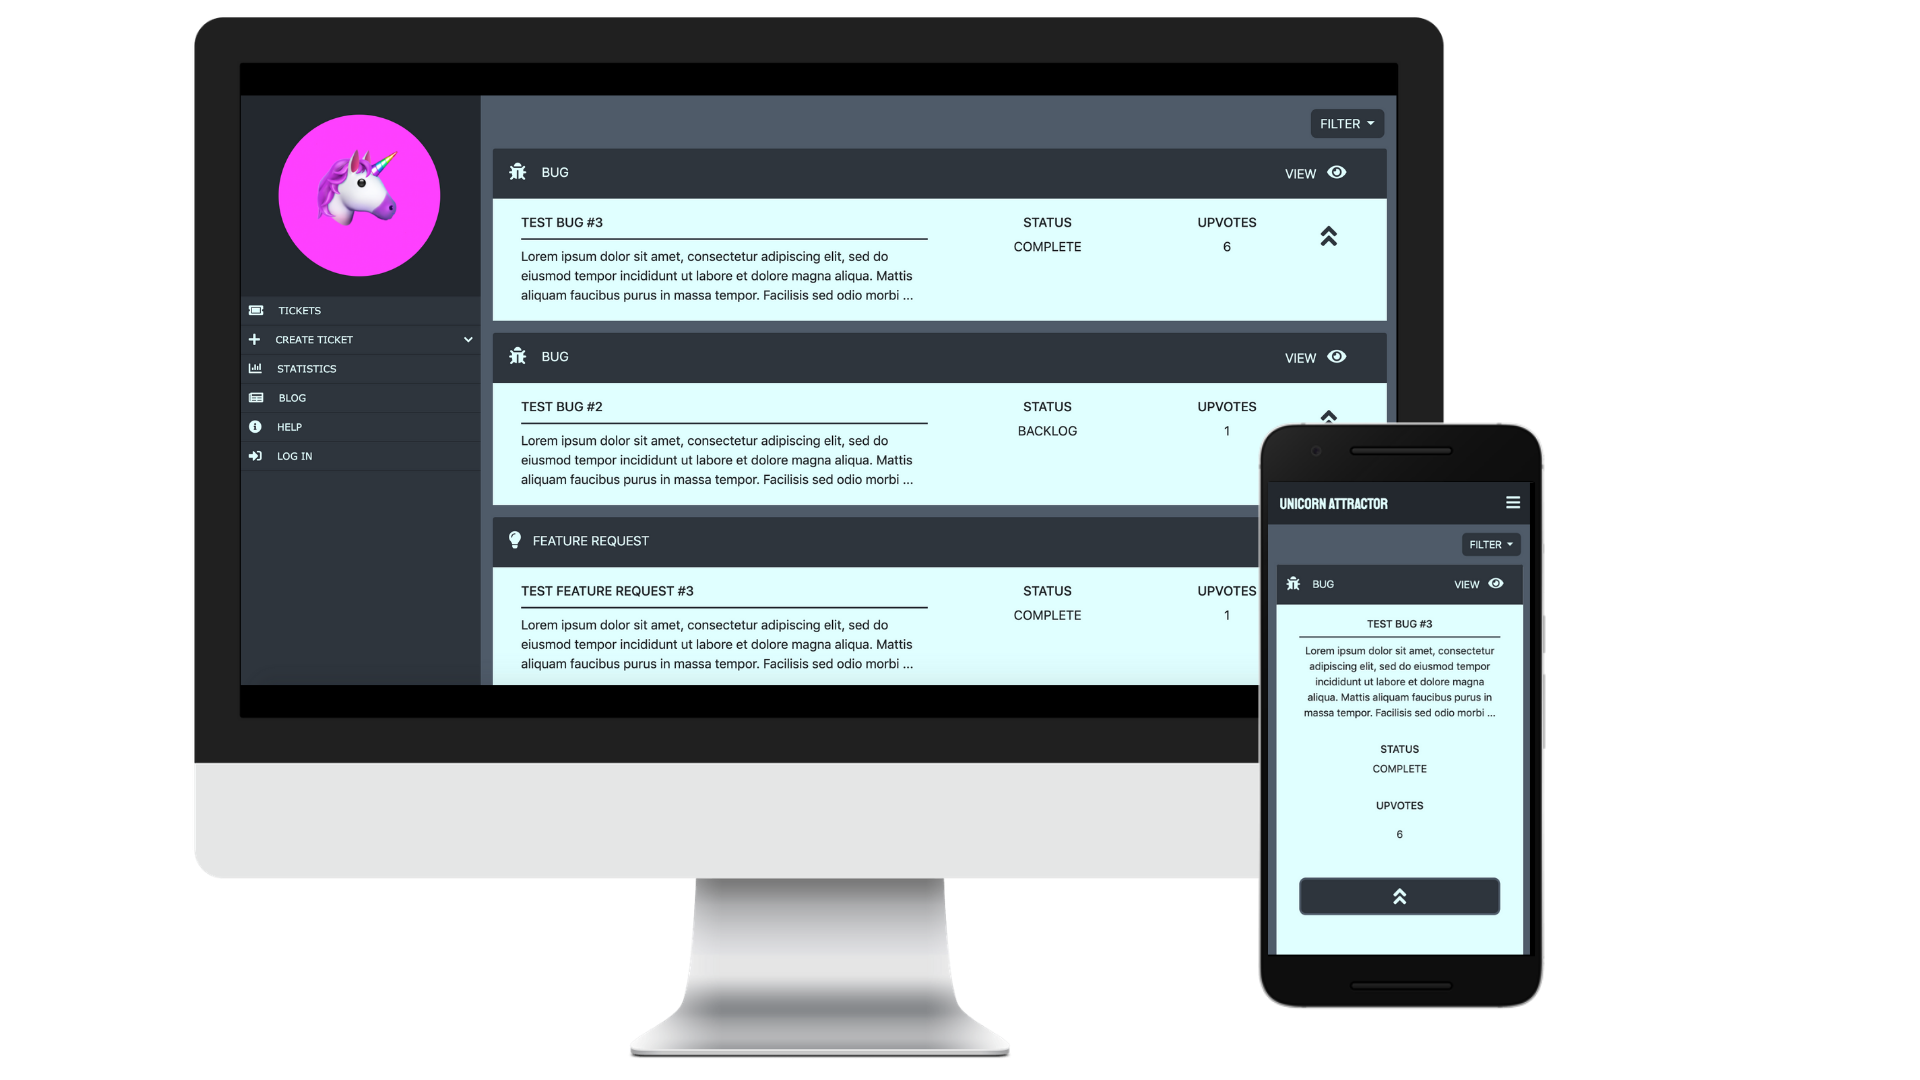 FILTER
BUG
VIEW
TEST BUG #3
STATUS
UPVOTES
COMPLETE
6
Lorem ipsum dolor sit amet, consectetur adipiscing elit, sed do
eiusmod tempor incididunt ut labore et dolore magna aliqua. Mattis
aliquam faucibus purus in massa tempor. Facilisis sed odio morbi ...
TICKETS
CREATE TICKET
STATISTICS
BLOG
HELP
LOG IN
BUG
VIEW
TEST BUG #2
STATUS
UPVOTES
BACKLOG
1
Lorem ipsum dolor sit amet, consectetur adipiscing elit, sed do
eiusmod tempor incididunt ut labore et dolore magna aliqua. Mattis
aliquam faucibus purus in massa tempor. Facilisis sed odio morbi ...
FEATURE REQUEST
TEST FEATURE REQUEST #3
STATUS
UPVOTES
COMPLETE
1
Lorem ipsum dolor sit amet, consectetur adipiscing elit, sed do
eiusmod tempor incididunt ut labore et dolore magna aliqua. Mattis
aliquam faucibus purus in massa tempor. Facilisis sed odio morbi ...
UNICORN ATTRACTOR
FILTER
BUG
VIEW
TEST BUG #3
Lorem ipsum dolor sit amet, consectetur
adipiscing elit, sed do eiusmod tempor
incididunt ut labore et dolore magna
aliqua. Mattis aliquam faucibus purus in
massa tempor. Facilisis sed odio morbi ...
STATUS
COMPLETE
UPVOTES
6